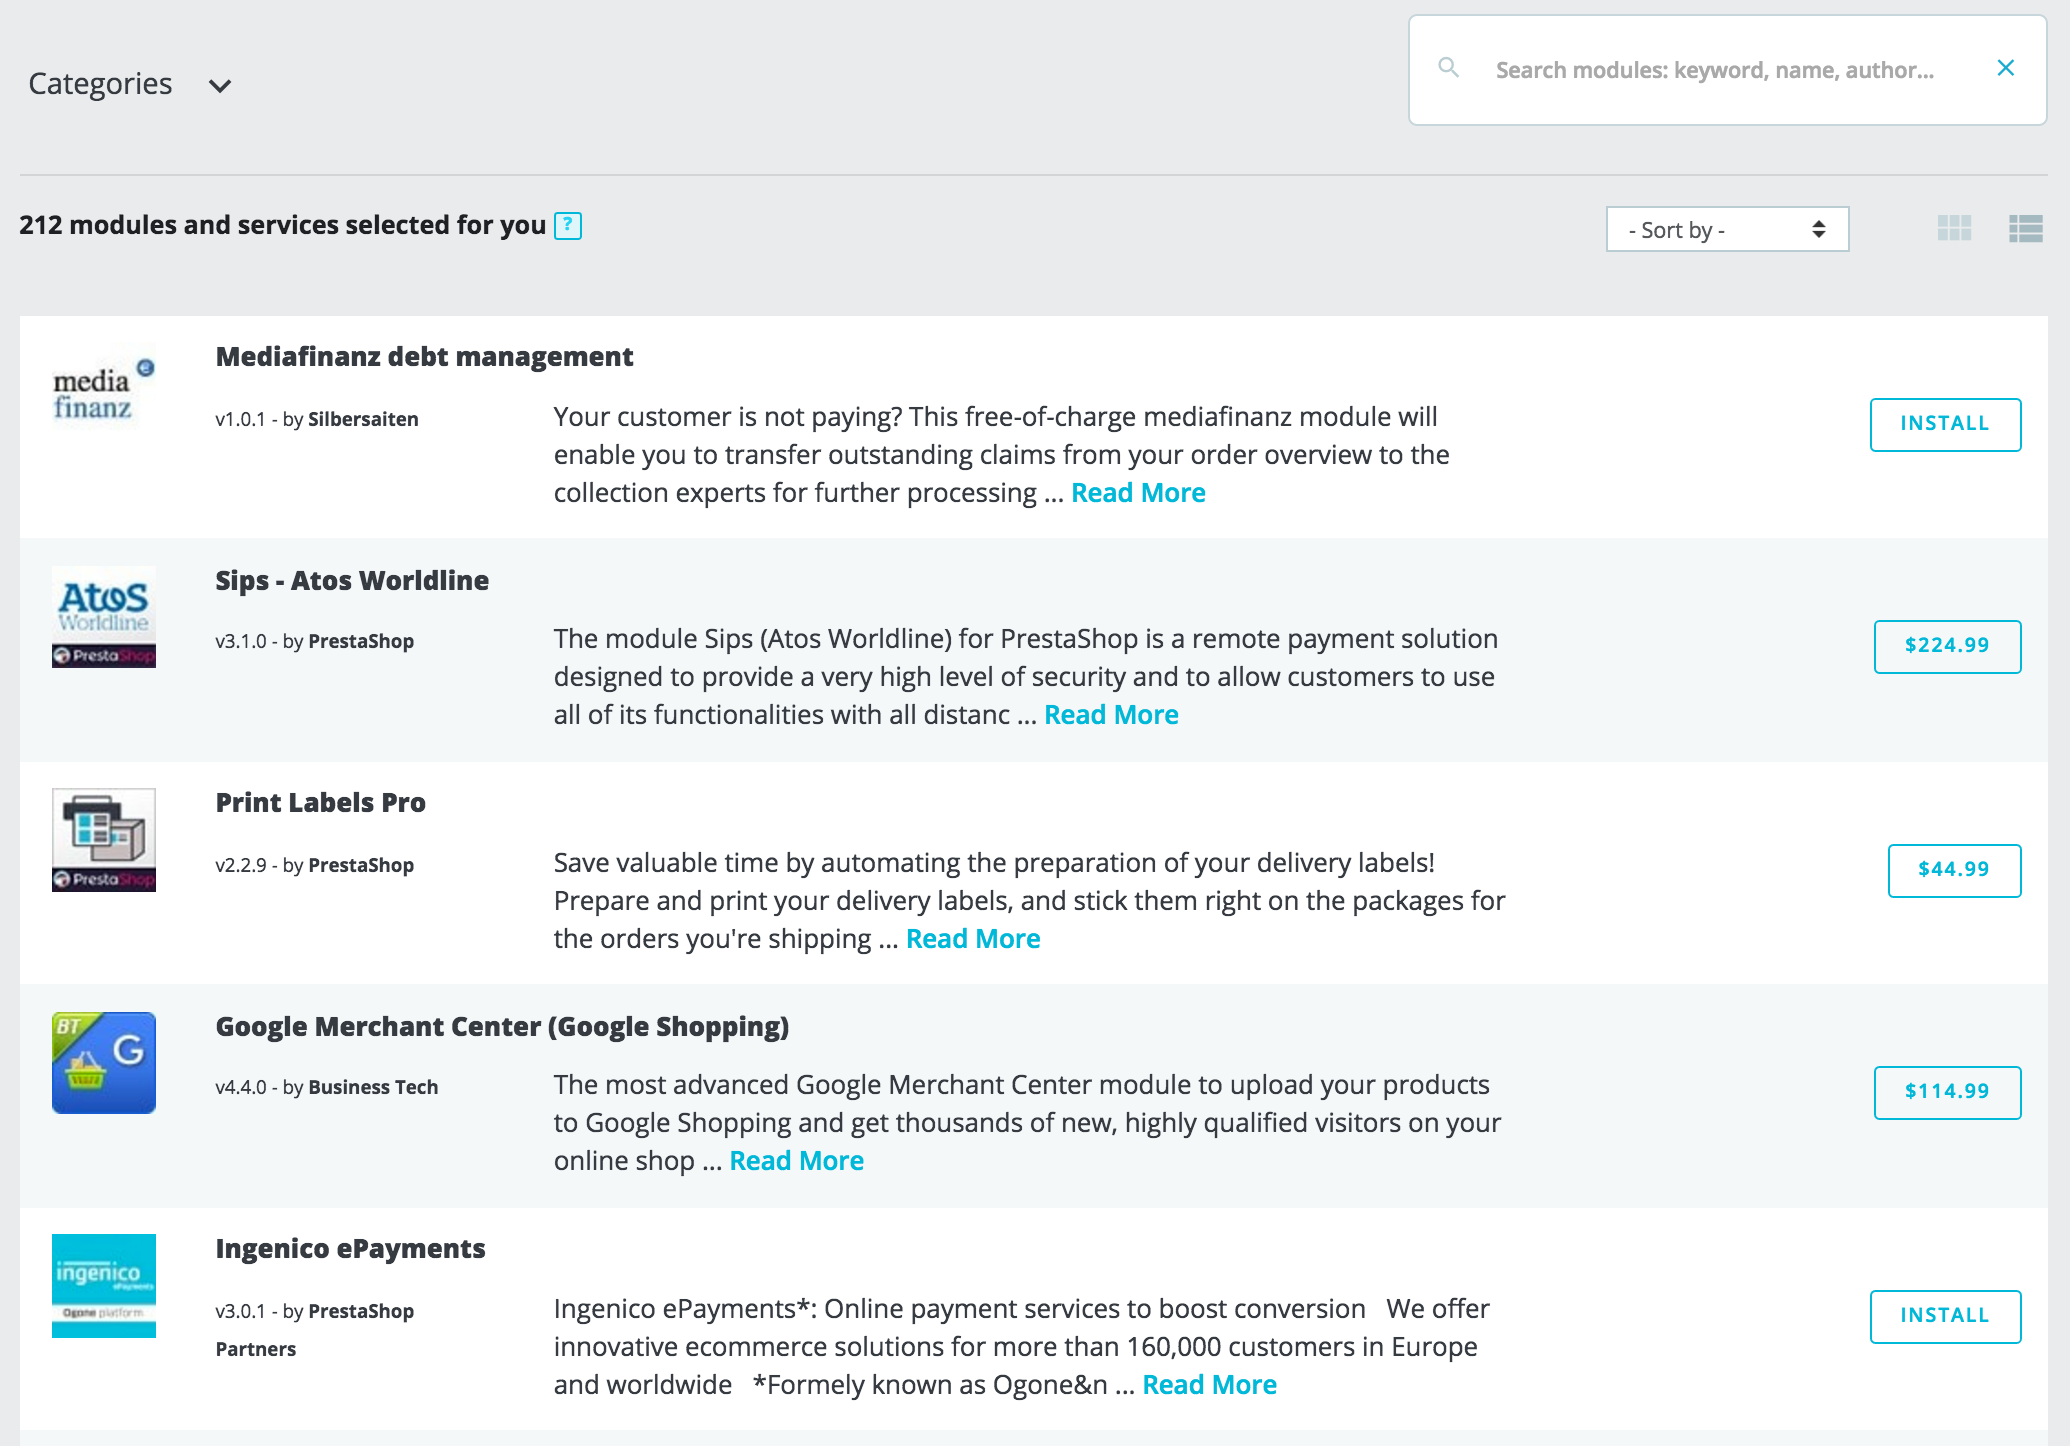 Categories
Search modules: keyword, name, author...
212 modules and services selected for you ?
- Sort by -
media
finanz
Mediafinanz debt management
v1.0.1 - by Silbersaiten
Your customer is not paying? This free-of-charge mediafinanz module will
enable you to transfer outstanding claims from your order overview to the
collection experts for further processing ... Read More
INSTALL
Atos
Worldline
PrestaShop
Sips - Atos Worldline
v3.1.0 - by PrestaShop
The module Sips (Atos Worldline) for PrestaShop is a remote payment solution
designed to provide a very high level of security and to allow customers to use
all of its functionalities with all distanc ... Read More
$224.99
PrestaShop
Print Labels Pro
v2.2.9 - by PrestaShop
Save valuable time by automating the preparation of your delivery labels!
Prepare and print your delivery labels, and stick them right on the packages for
the orders you're shipping ... Read More
$44.99
BT
G
Google Merchant Center (Google Shopping)
v4.4.0 - by Business Tech
The most advanced Google Merchant Center module to upload your products
to Google Shopping and get thousands of new, highly qualified visitors on your
online shop ... Read More
$114.99
ingenico
ePayments
Ogone platform
Ingenico ePayments
v3.0.1 - by PrestaShop
Partners
Ingenico ePayments*: Online payment services to boost conversion   We offer
innovative ecommerce solutions for more than 160,000 customers in Europe
and worldwide   *Formely known as Ogone&n ... Read More
INSTALL